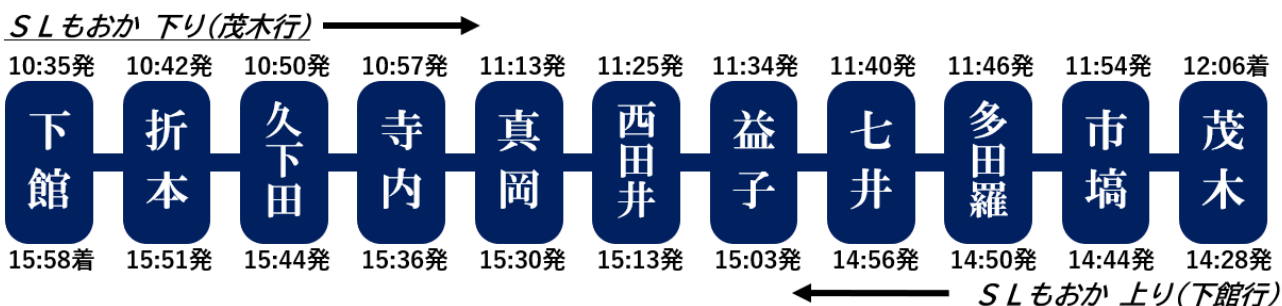 SLもおか 下り(茂木行)
10:35発 10:42発 10:50発 10:57発 11:13発 11:25発 11:34発 11:40発 11:46発 11:54発 12:06着
下館 折本 久下田 寺内 真岡 西田井 益子 七井 多田羅 市塙 茂木
15:58着 15:51発 15:44発 15:36発 15:30発 15:13発 15:03発 14:56発 14:50発 14:44発 14:28発
SLもおか 上り(下館行)